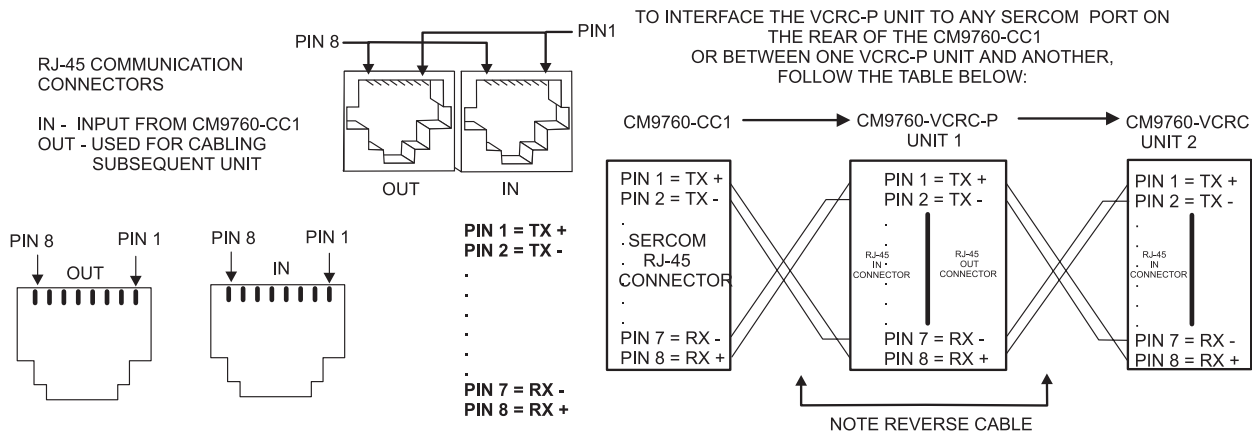 RJ-45 COMMUNICATION
CONNECTORS
IN - INPUT FROM CM9760-CC1
OUT - USED FOR CABLING
SUBSEQUENT UNIT
PIN 8
PIN1
OUT
IN
PIN 8
PIN 1
OUT
PIN 8
PIN 1
IN
PIN 1 = TX +
PIN 2 = TX -
.
.
.
.
.
.
PIN 7 = RX -
PIN 8 = RX +
TO INTERFACE THE VCRC-P UNIT TO ANY SERCOM PORT ON
THE REAR OF THE CM9760-CC1
OR BETWEEN ONE VCRC-P UNIT AND ANOTHER,
FOLLOW THE TABLE BELOW:
CM9760-CC1
CM9760-VCRC-P
UNIT 1
CM9760-VCRC
UNIT 2
PIN 1 = TX +
PIN 2 = TX -
SERCOM
RJ-45
CONNECTOR
PIN 7 = RX -
PIN 8 = RX +
PIN 1 = TX +
PIN 2 = TX -
RJ-45
IN
CONNECTOR
RJ-45
OUT
CONNECTOR
PIN 7 = RX -
PIN 8 = RX +
PIN 1 = TX +
PIN 2 = TX -
RJ-45
IN
CONNECTOR
PIN 7 = RX -
PIN 8 = RX +
NOTE REVERSE CABLE